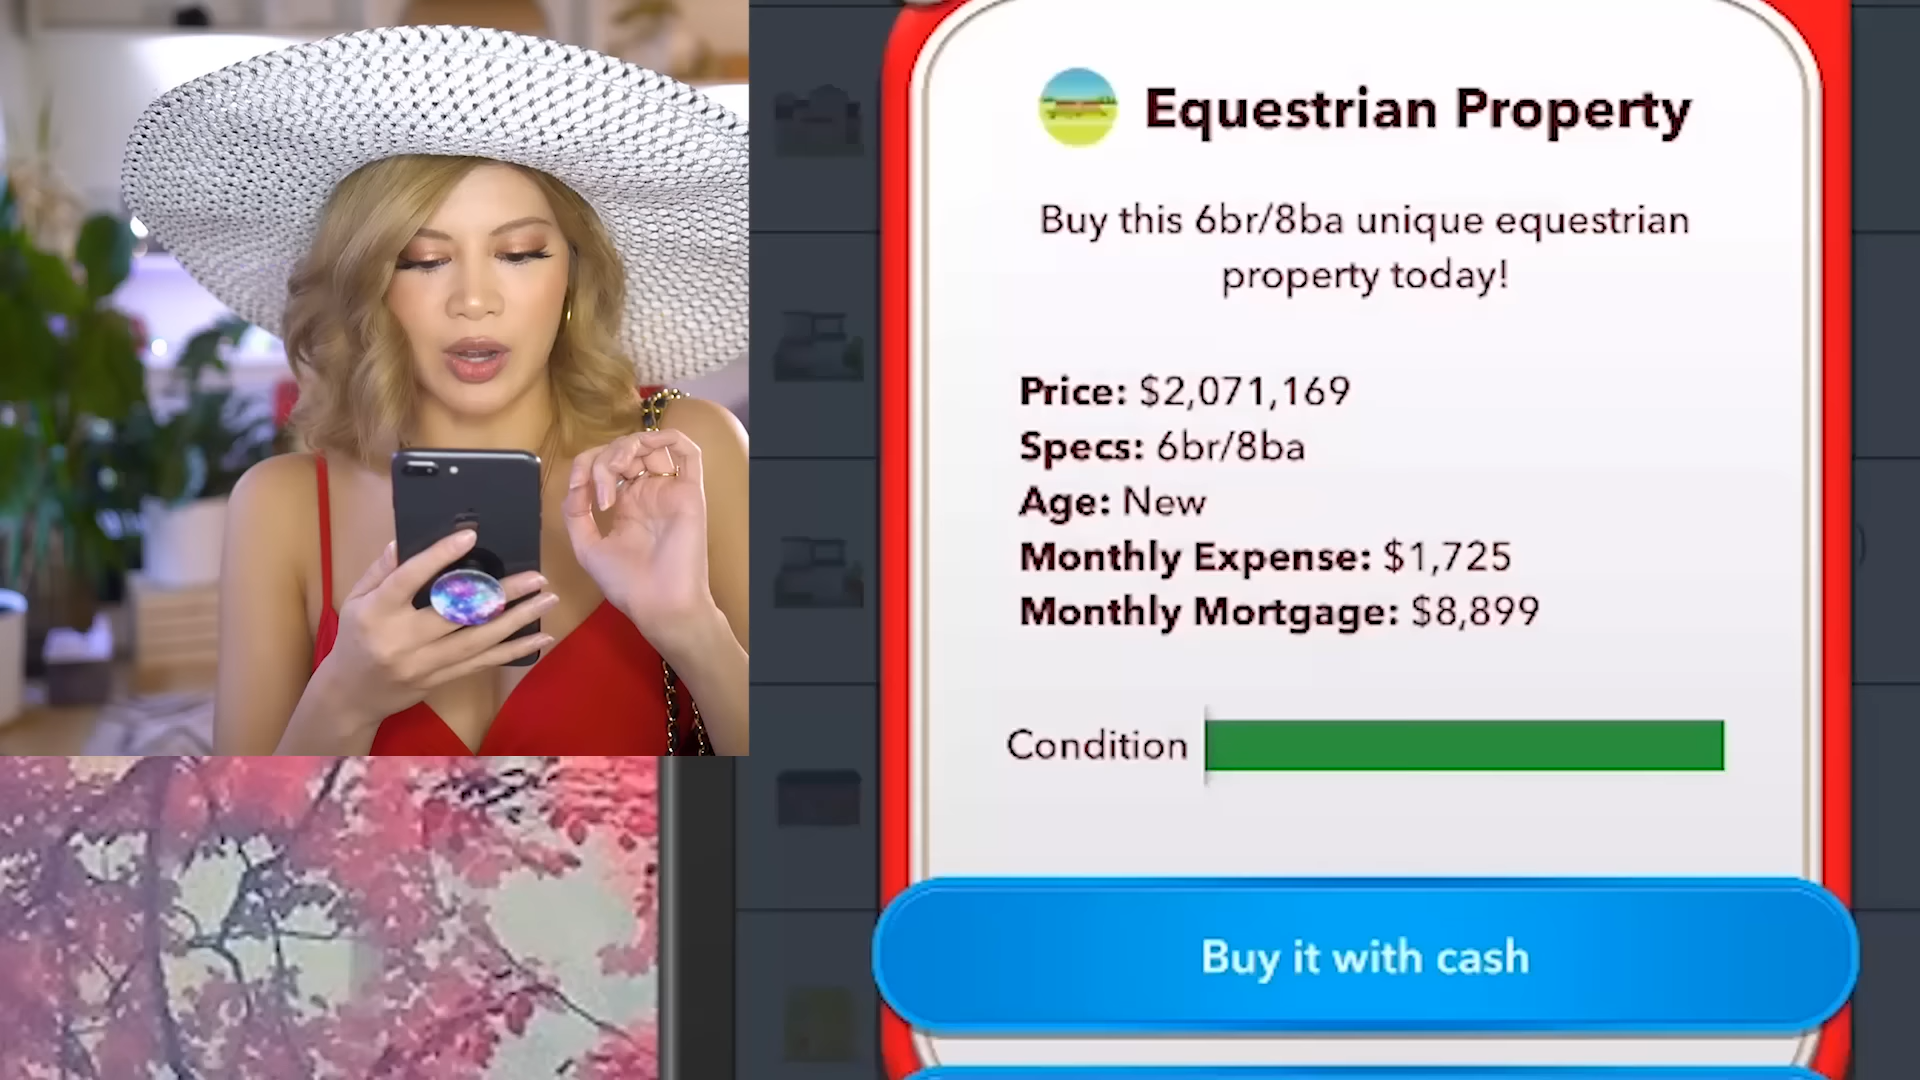 Equestrian Property
Buy this 6br/8ba unique equestrian
property today!
Price: $2,071,169
Specs: 6br/8ba
Age: New
Monthly Expense: $1,725
Monthly Mortgage: $8,899
Condition
Buy it with cash